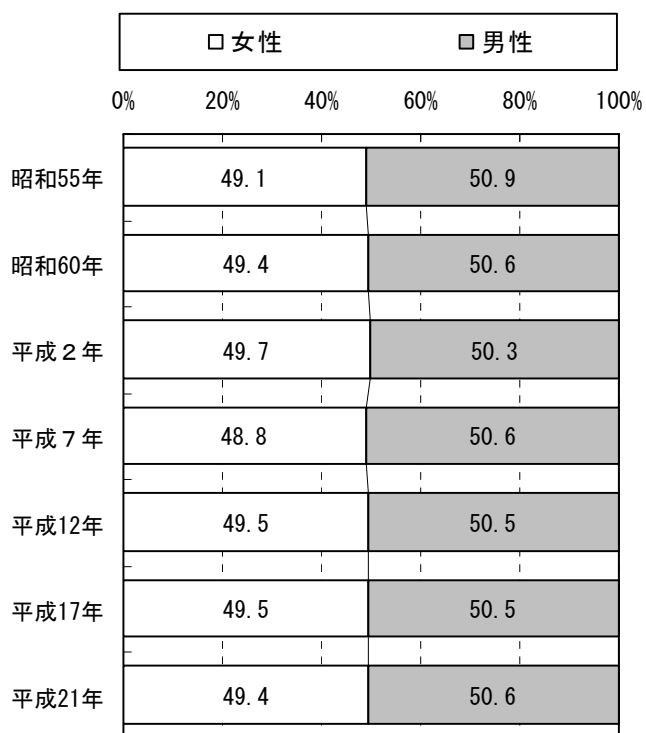 □女性 ■男性
0% 20% 40% 60% 80% 100%
昭和55年 49.1 50.9
昭和60年 49.4 50.6
平成２年 49.7 50.3
平成７年 48.8 50.6
平成12年 49.5 50.5
平成17年 49.5 50.5
平成21年 49.4 50.6